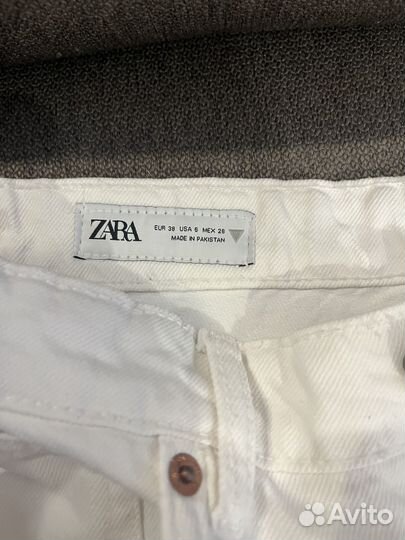 ZARA
EUR 38 USA 6 MEX 28
MADE IN PAKISTAN
Avito